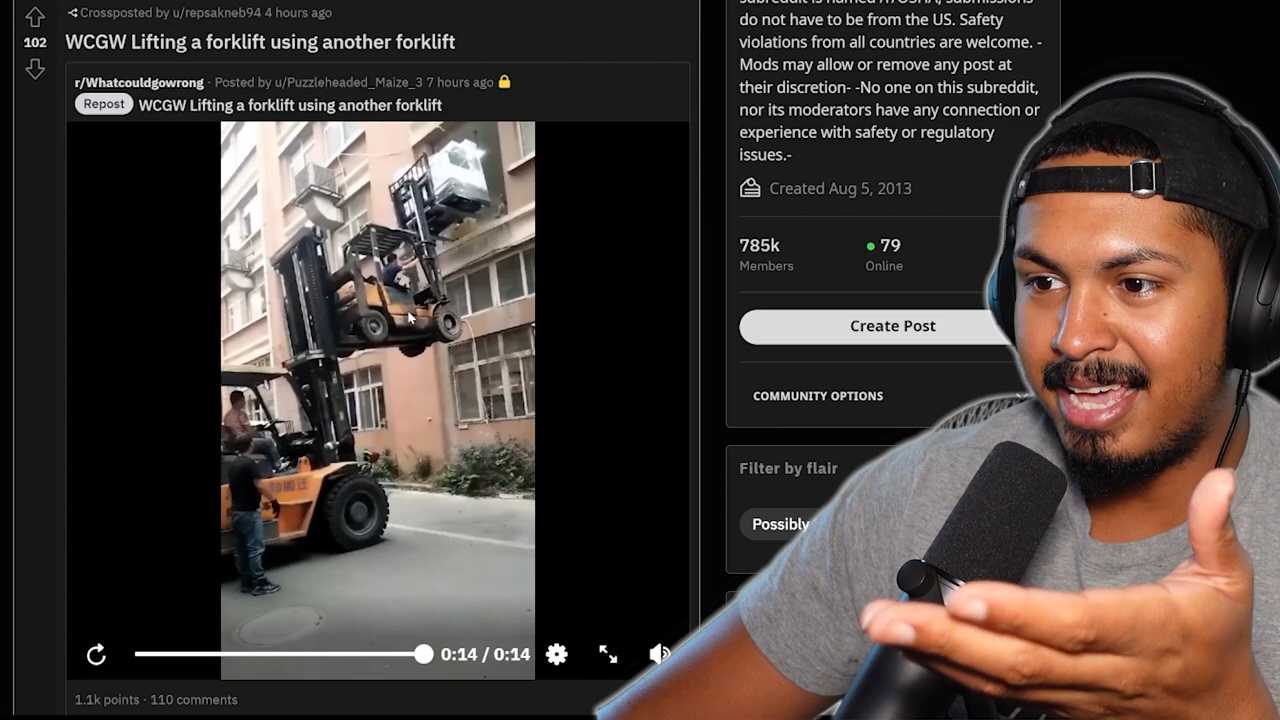 Crossposted by u/repsakneb94 4 hours ago
102
WCGW Lifting a forklift using another forklift
r/Whatcouldgowrong · Posted by u/Puzzleheaded_Maize_3 7 hours ago
Repost WCGW Lifting a forklift using another forklift
0:14 / 0:14
1.1k points · 110 comments
do not have to be from the US. Safety
violations from all countries are welcome. -
Mods may allow or remove any post at
their discretion- -No one on this subreddit,
nor its moderators have any connection or
experience with safety or regulatory
issues.-
Created Aug 5, 2013
785k
Members
79
Online
Create Post
COMMUNITY OPTIONS
Filter by flair
Possibly